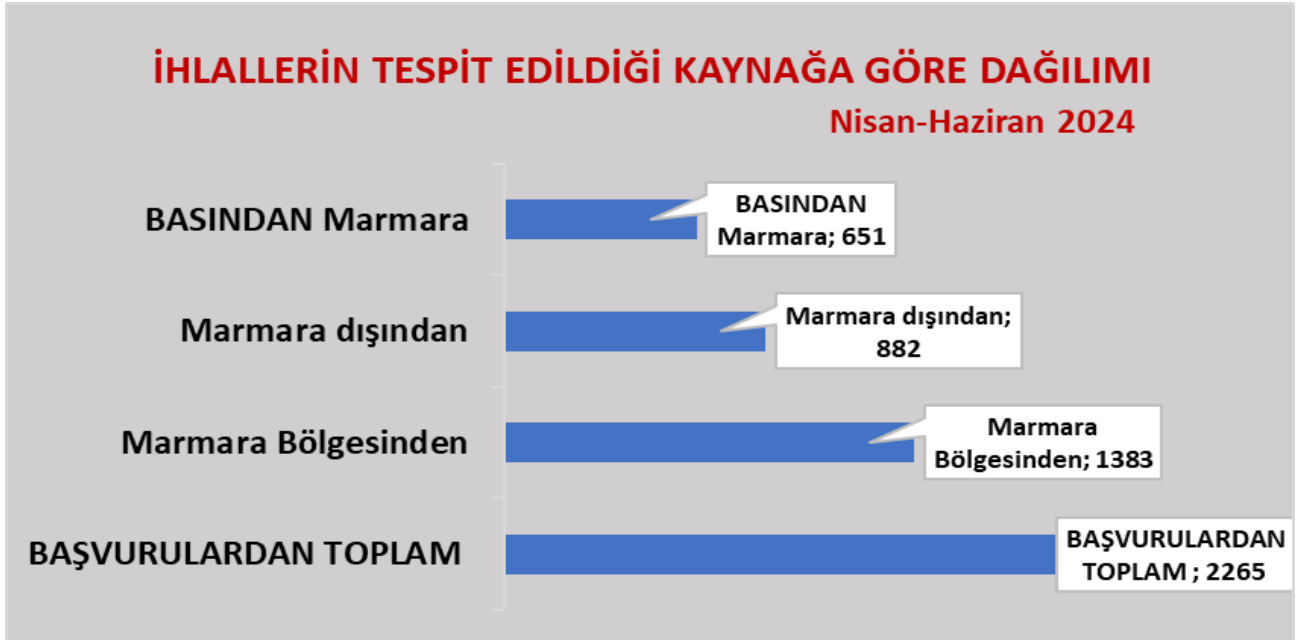 İHLALLERİN TESPİT EDİLDİĞİ KAYNAĞA GÖRE DAĞILIMI
Nisan-Haziran 2024
BASINDAN Marmara
BASINDAN
Marmara; 651
Marmara dışından
Marmara dışından;
882
Marmara Bölgesinden
Marmara
Bölgesinden; 1383
BAŞVURULARDAN TOPLAM
BAŞVURULARDAN
TOPLAM ; 2265